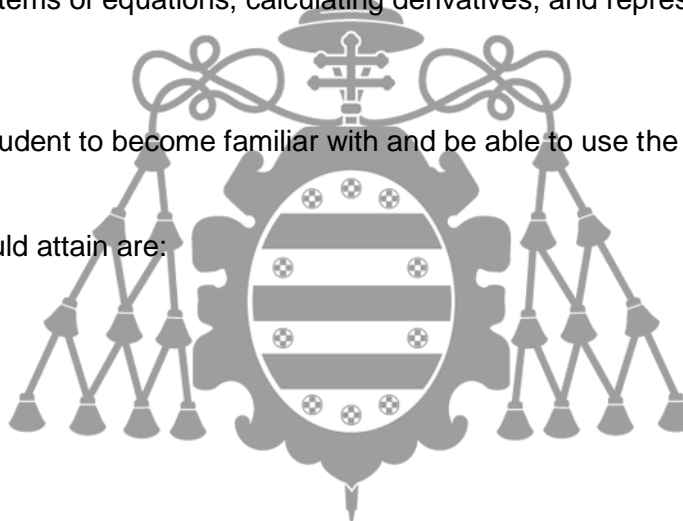 tems of equations, calculating derivatives, and repres
udent to become familiar with and be able to use the
uld attain are: